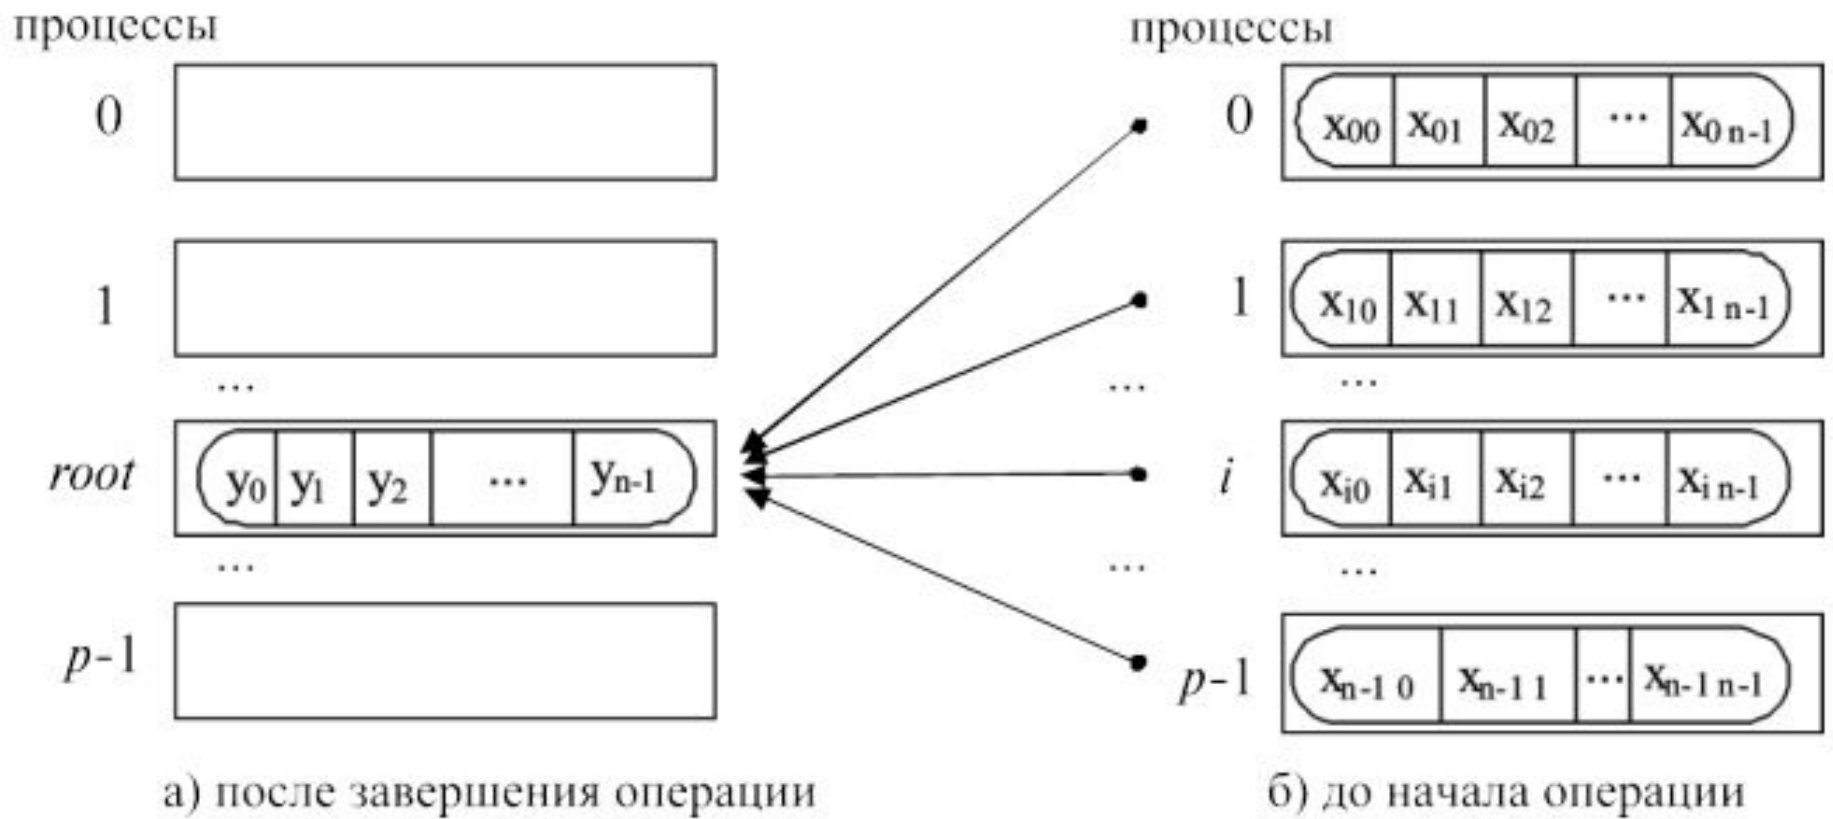 процессы
0
1
...
root
y0 y1 y2 ... yn-1
...
p-1
а) после завершения операции
...
...
процессы
0
x00 x01 x02 ... x0 n-1
1
x10 x11 x12 ... x1 n-1
...
i
xi0 xi1 xi2 ... xi n-1
...
p-1
xn-1 0 xn-1 1 ... xn-1 n-1
б) до начала операции